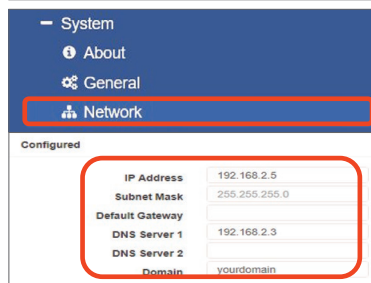 − System
About
General
Network
Configured
IP Address 192.168.2.5
Subnet Mask 255.255.255.0
Default Gateway
DNS Server 1 192.168.2.3
DNS Server 2
Domain yourdomain